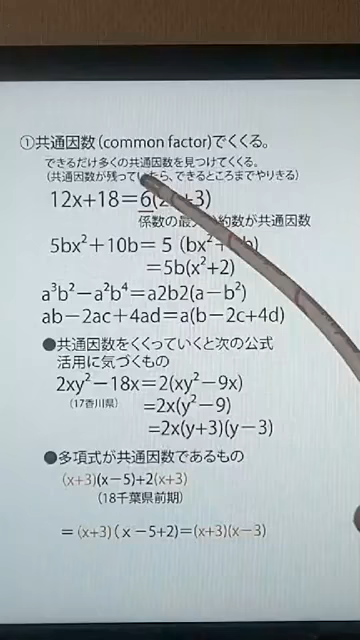 ①共通因数(common factor)でくくる。
できるだけ多くの共通因数を見つけてくくる。
(共通因数が残っていたら、できるところまでやりきる)
12x+18=6(2 +3)
係数の最 約数が共通因数
5bx²+10b= 5 (bx²+ b)
=5b(x²+2)
a³b²−a²b⁴=a2b2(a−b²)
ab−2ac+4ad=a(b−2c+4d)
●共通因数をくくっていくと次の公式
活用に気づくもの
2xy²−18x=2(xy²−9x)
(17香川県)
=2x(y²−9)
=2x(y+3)(y−3)
●多項式が共通因数であるもの
(x+3)(x−5)+2(x+3)
(18千葉県前期)
=(x+3)(x−5+2)=(x+3)(x−3)